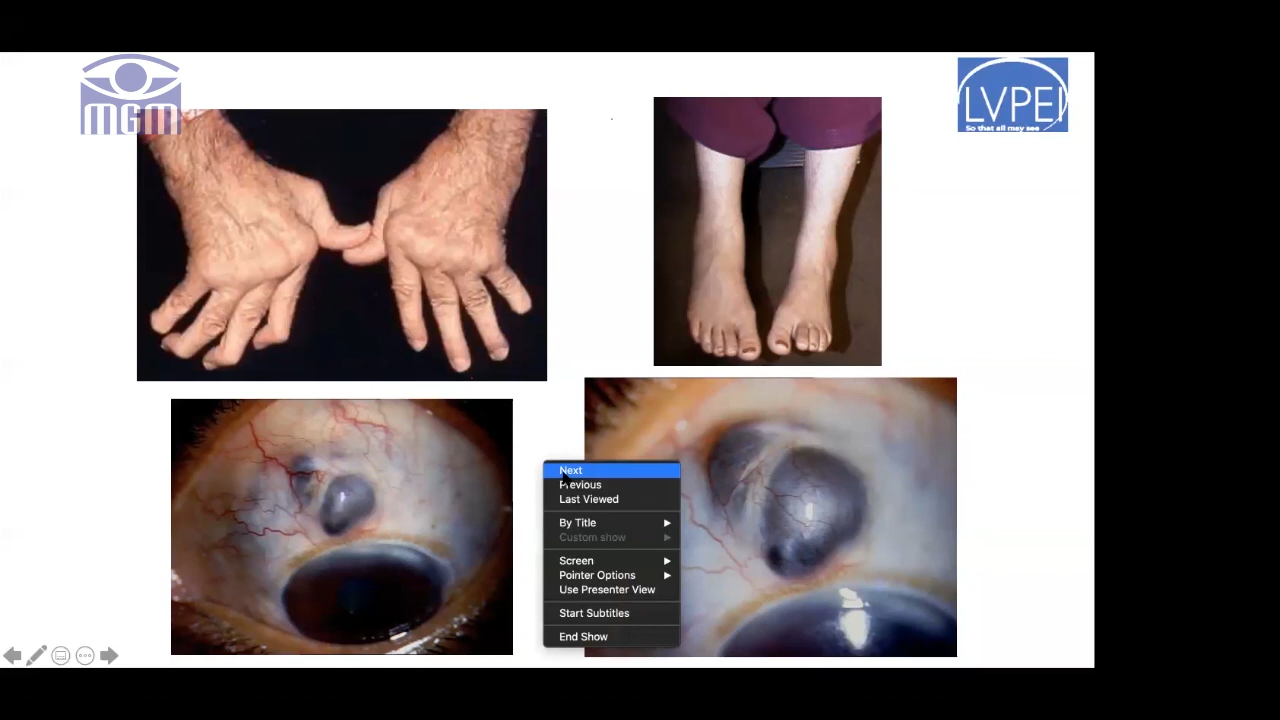 MGM
LVPEI
So that all may see
Next
Previous
Last Viewed
By Title
Custom show
Screen
Pointer Options
Use Presenter View
Start Subtitles
End Show